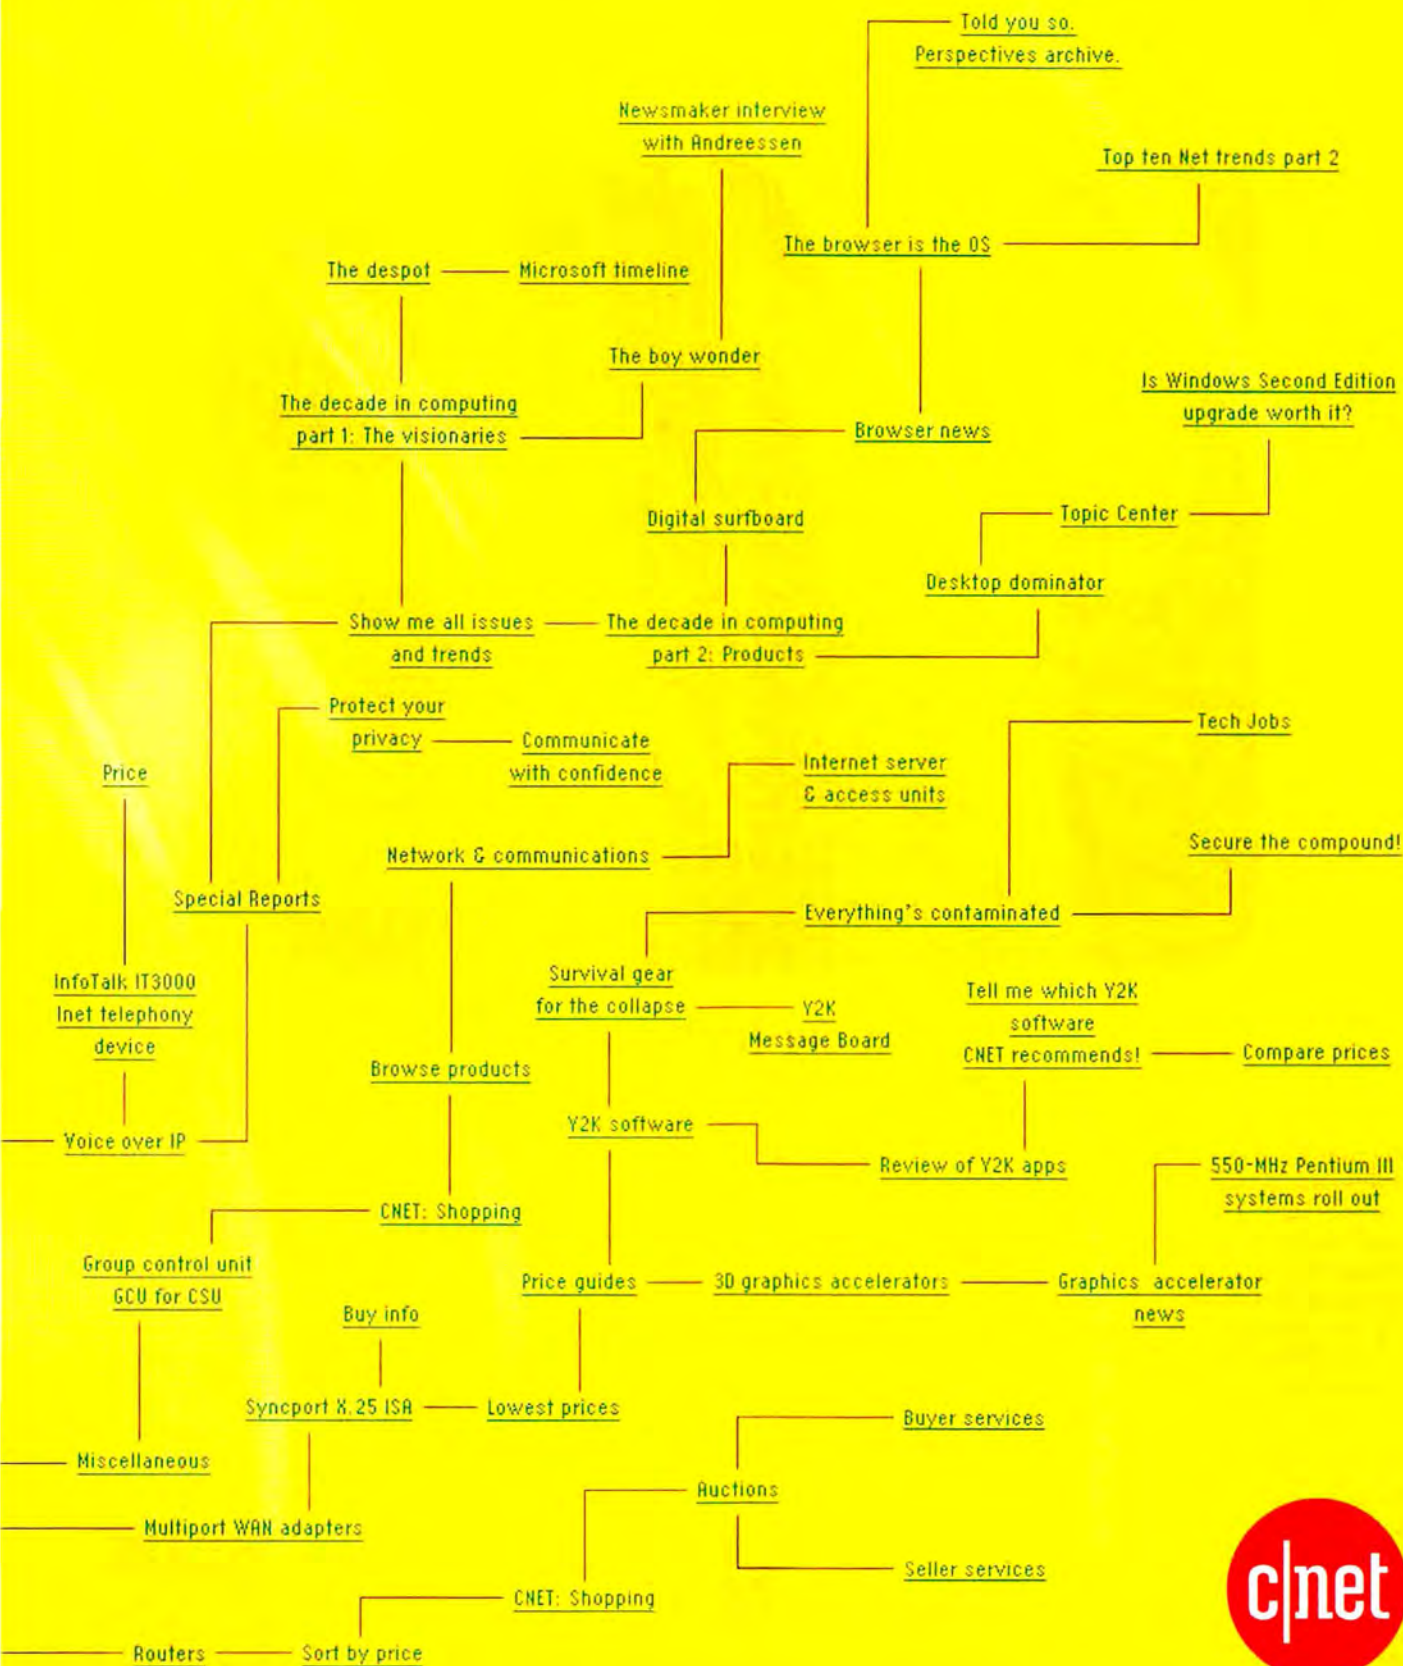 Told you so.
Perspectives archive.
Newsmaker interview
with Andreessen
Top ten Net trends part 2
The browser is the OS
The despot
Microsoft timeline
The boy wonder
Is Windows Second Edition
upgrade worth it?
The decade in computing
part 1: The visionaries
Browser news
Digital surfboard
Topic Center
Desktop dominator
Show me all issues
and trends
The decade in computing
part 2: Products
Protect your
privacy
Communicate
with confidence
Tech Jobs
Internet server
& access units
Price
Network & communications
Secure the compound!
Special Reports
Everything's contaminated
InfoTalk IT3000
Inet telephony
device
Survival gear
for the collapse
Y2K
Message Board
Tell me which Y2K
software
CNET recommends!
Compare prices
Browse products
Voice over IP
Y2K software
Review of Y2K apps
550-MHz Pentium III
systems roll out
CNET: Shopping
Group control unit
GCU for CSU
Price guides
3D graphics accelerators
Graphics accelerator
news
Buy info
Syncport X.25 ISA
Lowest prices
Buyer services
Miscellaneous
Auctions
Multiport WAN adapters
Seller services
CNET: Shopping
c|net
Routers
Sort by price